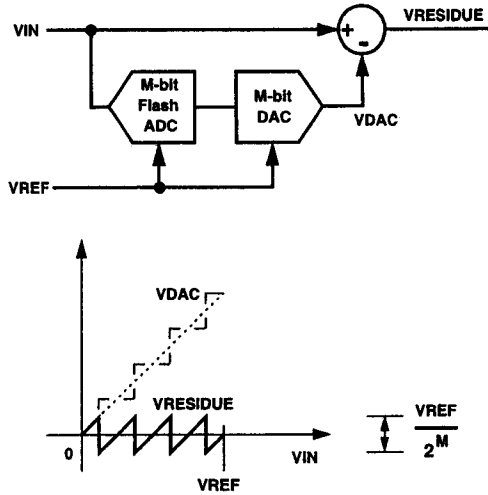 VRESIDUE
VIN
+
-
M-bit
Flash
ADC
M-bit
DAC
VDAC
VREF
VDAC
VRESIDUE
0
VIN
VREF
VREF
2^M